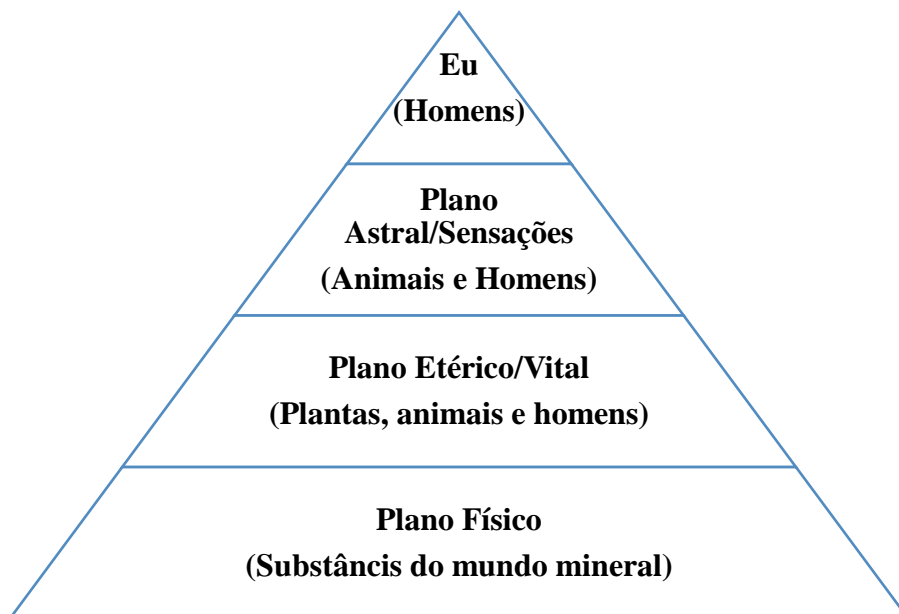 Eu
(Homens)
Plano
Astral/Sensações
(Animais e Homens)
Plano Etérico/Vital
(Plantas, animais e homens)
Plano Físico
(Substâncis do mundo mineral)